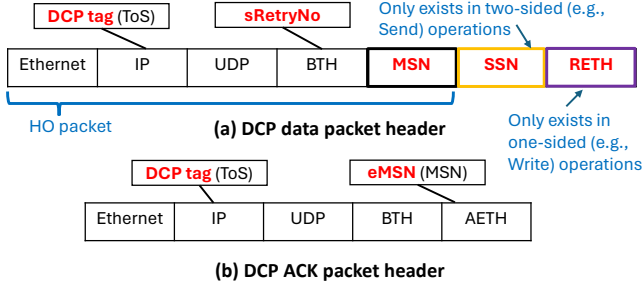 DCP tag (ToS)
sRetryNo
Only exists in two-sided (e.g.,
Send) operations
Ethernet
IP
UDP
BTH
MSN
SSN
RETH
HO packet
(a) DCP data packet header
Only exists in
one-sided (e.g.,
Write) operations
DCP tag (ToS)
eMSN (MSN)
Ethernet
IP
UDP
BTH
AETH
(b) DCP ACK packet header